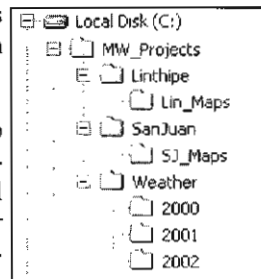 Local Disk (C:)
MW_Projects
Linthipe
Lin_Maps
SanJuan
SJ_Maps
Weather
2000
2001
2002